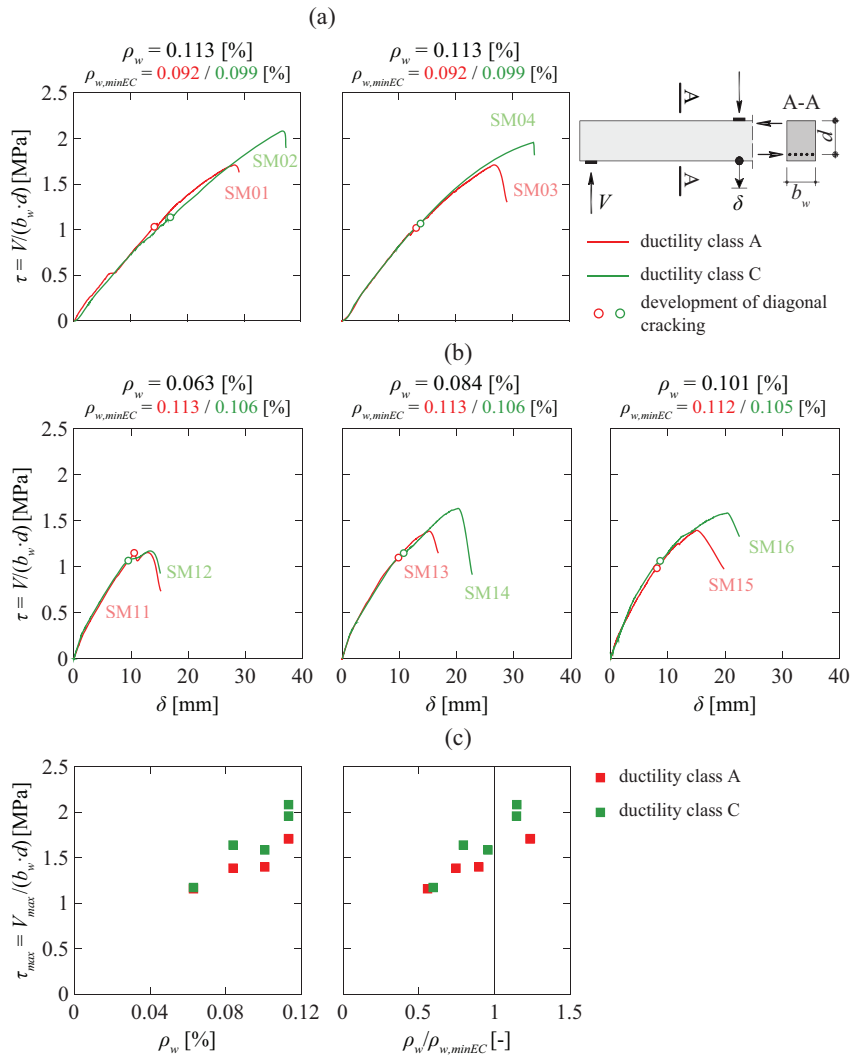 (a)
ρw = 0.113 [%]
ρw,minEC = 0.092 / 0.099 [%]
ρw = 0.113 [%]
ρw,minEC = 0.092 / 0.099 [%]
τ = V/(bw·d) [MPa]
2.5
2
1.5
1
0.5
0
SM02
SM01
SM04
SM03
A
A
A-A
d
bw
V
δ
ductility class A
ductility class C
development of diagonal
cracking
(b)
ρw = 0.063 [%]
ρw,minEC = 0.113 / 0.106 [%]
ρw = 0.084 [%]
ρw,minEC = 0.113 / 0.106 [%]
ρw = 0.101 [%]
ρw,minEC = 0.112 / 0.105 [%]
τ = V/(bw·d) [MPa]
2.5
2
1.5
1
0.5
0
SM12
SM11
SM13
SM14
SM16
SM15
0 10 20 30 40
0 10 20 30 40
0 10 20 30 40
δ [mm]
δ [mm]
δ [mm]
(c)
τmax = Vmax/(bw·d) [MPa]
2.5
2
1.5
1
0.5
0
ductility class A
ductility class C
0 0.04 0.08 0.12
0 0.5 1 1.5
ρw [%]
ρw/ρw,minEC [-]